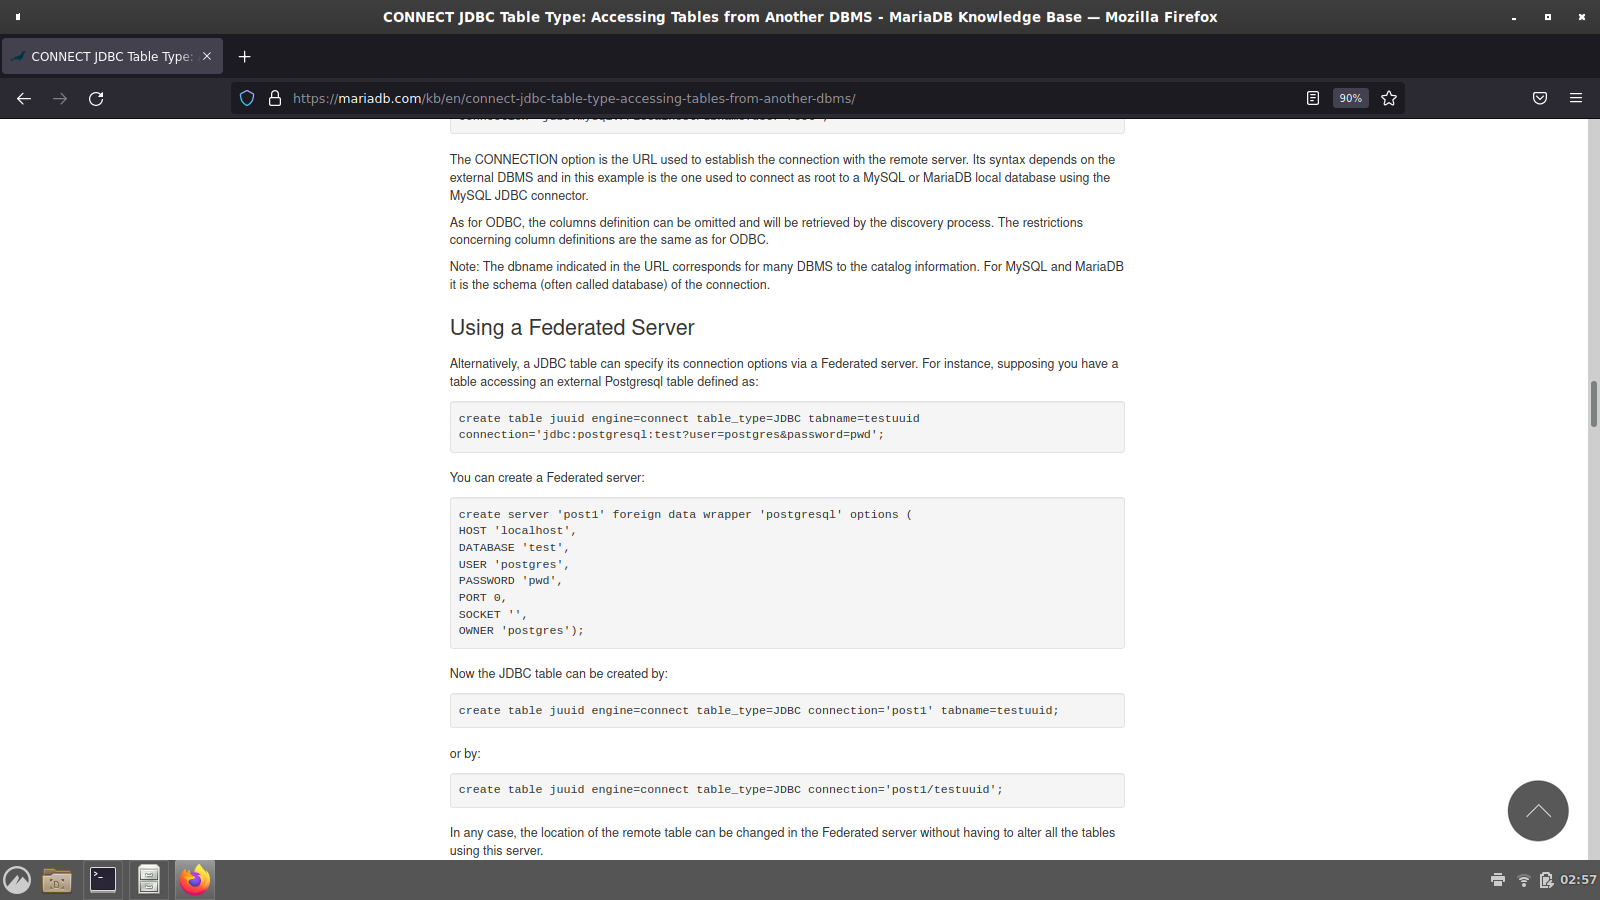 CONNECT JDBC Table Type: Accessing Tables from Another DBMS - MariaDB Knowledge Base — Mozilla Firefox
CONNECT JDBC Table Type:
https://mariadb.com/kb/en/connect-jdbc-table-type-accessing-tables-from-another-dbms/
90%
The CONNECTION option is the URL used to establish the connection with the remote server. Its syntax depends on the
external DBMS and in this example is the one used to connect as root to a MySQL or MariaDB local database using the
MySQL JDBC connector.
As for ODBC, the columns definition can be omitted and will be retrieved by the discovery process. The restrictions
concerning column definitions are the same as for ODBC.
Note: The dbname indicated in the URL corresponds for many DBMS to the catalog information. For MySQL and MariaDB
it is the schema (often called database) of the connection.
Using a Federated Server
Alternatively, a JDBC table can specify its connection options via a Federated server. For instance, supposing you have a
table accessing an external Postgresql table defined as:
create table juuid engine=connect table_type=JDBC tabname=testuuid
connection='jdbc:postgresql:test?user=postgres&password=pwd';
You can create a Federated server:
create server 'post1' foreign data wrapper 'postgresql' options (
HOST 'localhost',
DATABASE 'test',
USER 'postgres',
PASSWORD 'pwd',
PORT 0,
SOCKET '',
OWNER 'postgres');
Now the JDBC table can be created by:
create table juuid engine=connect table_type=JDBC connection='post1' tabname=testuuid;
or by:
create table juuid engine=connect table_type=JDBC connection='post1/testuuid';
In any case, the location of the remote table can be changed in the Federated server without having to alter all the tables
using this server.
02:57